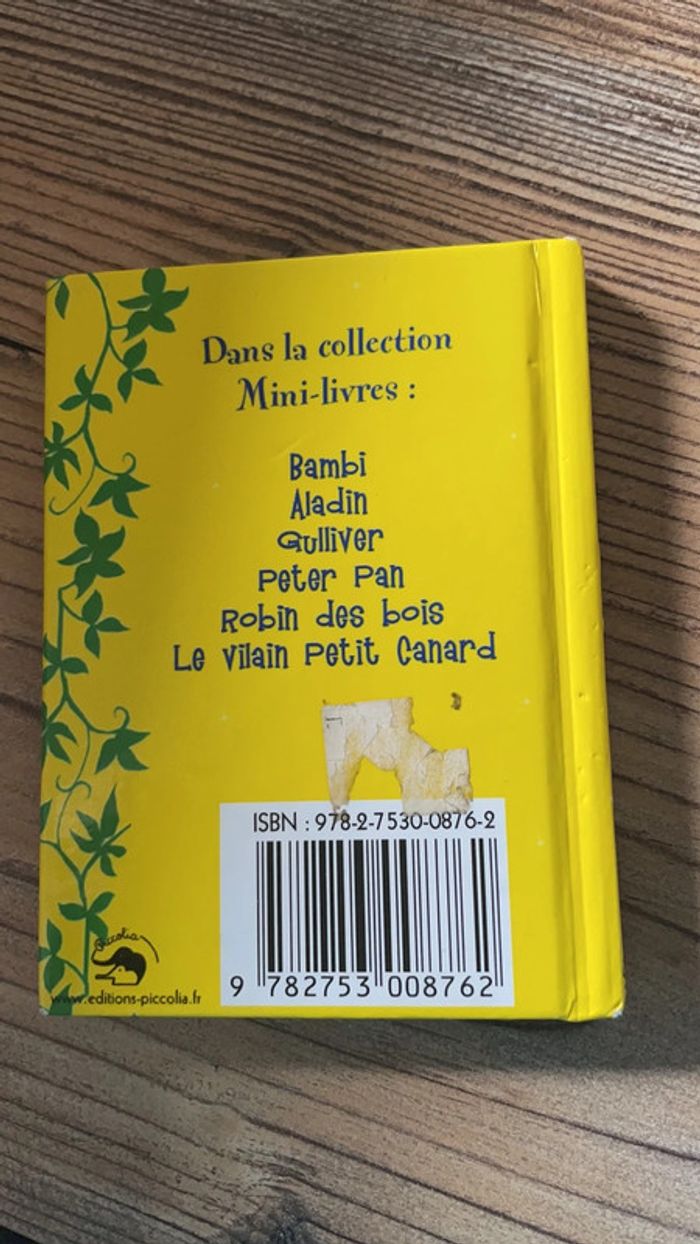 Dans la collection
Mini-livres :
Bambi
Aladin
Gulliver
Peter Pan
Robin des bois
Le Vilain Petit Canard
ISBN : 978-2-7530-0876-2
9 782753 008762
Piccolia
www.editions-piccolia.fr